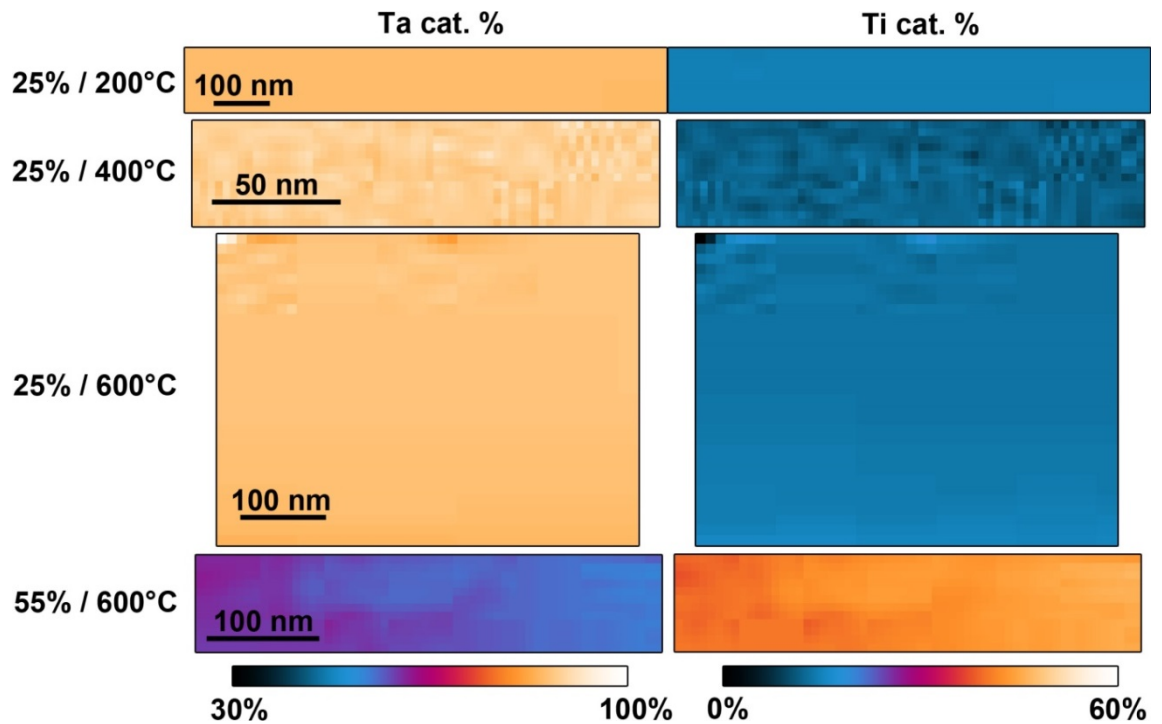 Ta cat. % Ti cat. %
25% / 200°C
100 nm
25% / 400°C
50 nm
25% / 600°C
100 nm
55% / 600°C
100 nm
30% 100% 0% 60%